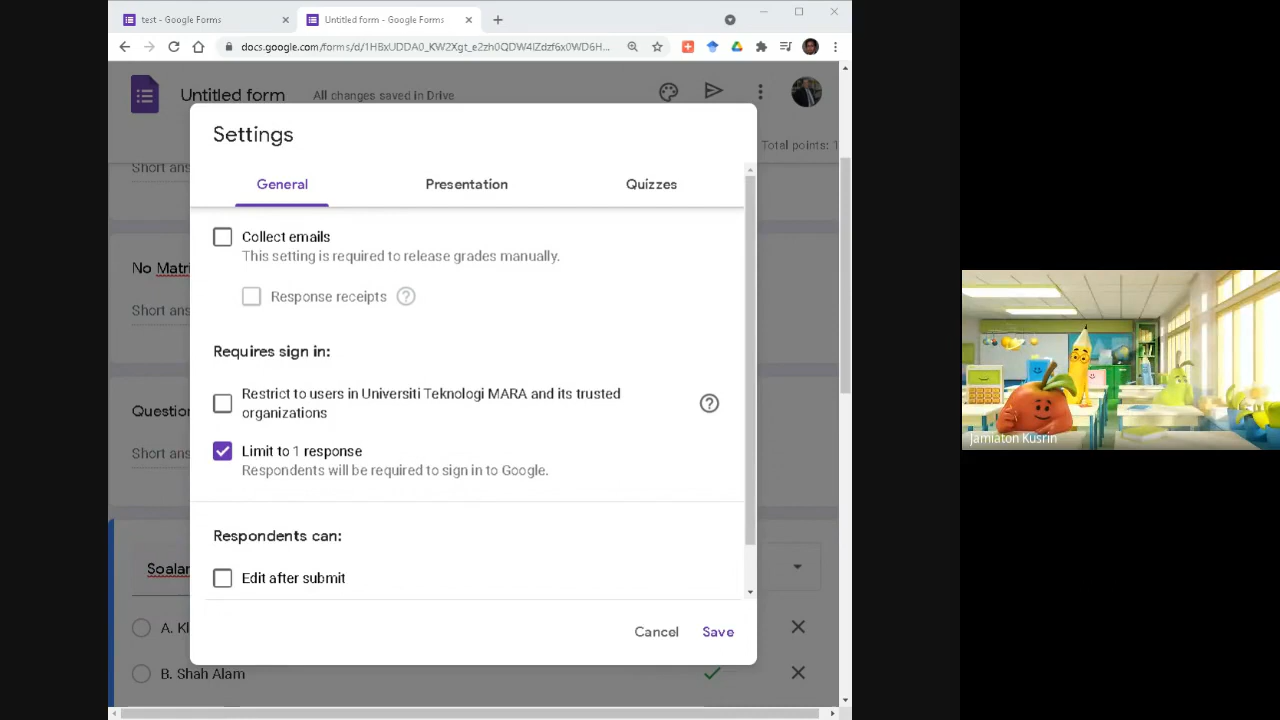 test - Google Forms
Untitled form - Google Forms
docs.google.com/forms/d/1HBxUDDA0_KW2Xgt_e2zh0QDW4lZdzf6x0WD6H...
Untitled form
All changes saved in Drive
Total points: 1
Settings
General
Presentation
Quizzes
Short ans
Collect emails
This setting is required to release grades manually.
No Matri
Response receipts
Short ans
Requires sign in:
Restrict to users in Universiti Teknologi MARA and its trusted
organizations
Question
Limit to 1 response
Respondents will be required to sign in to Google.
Short ans
Respondents can:
Edit after submit
Soalan
Cancel
Save
A. Kl
B. Shah Alam
Jamiaton Kusrin